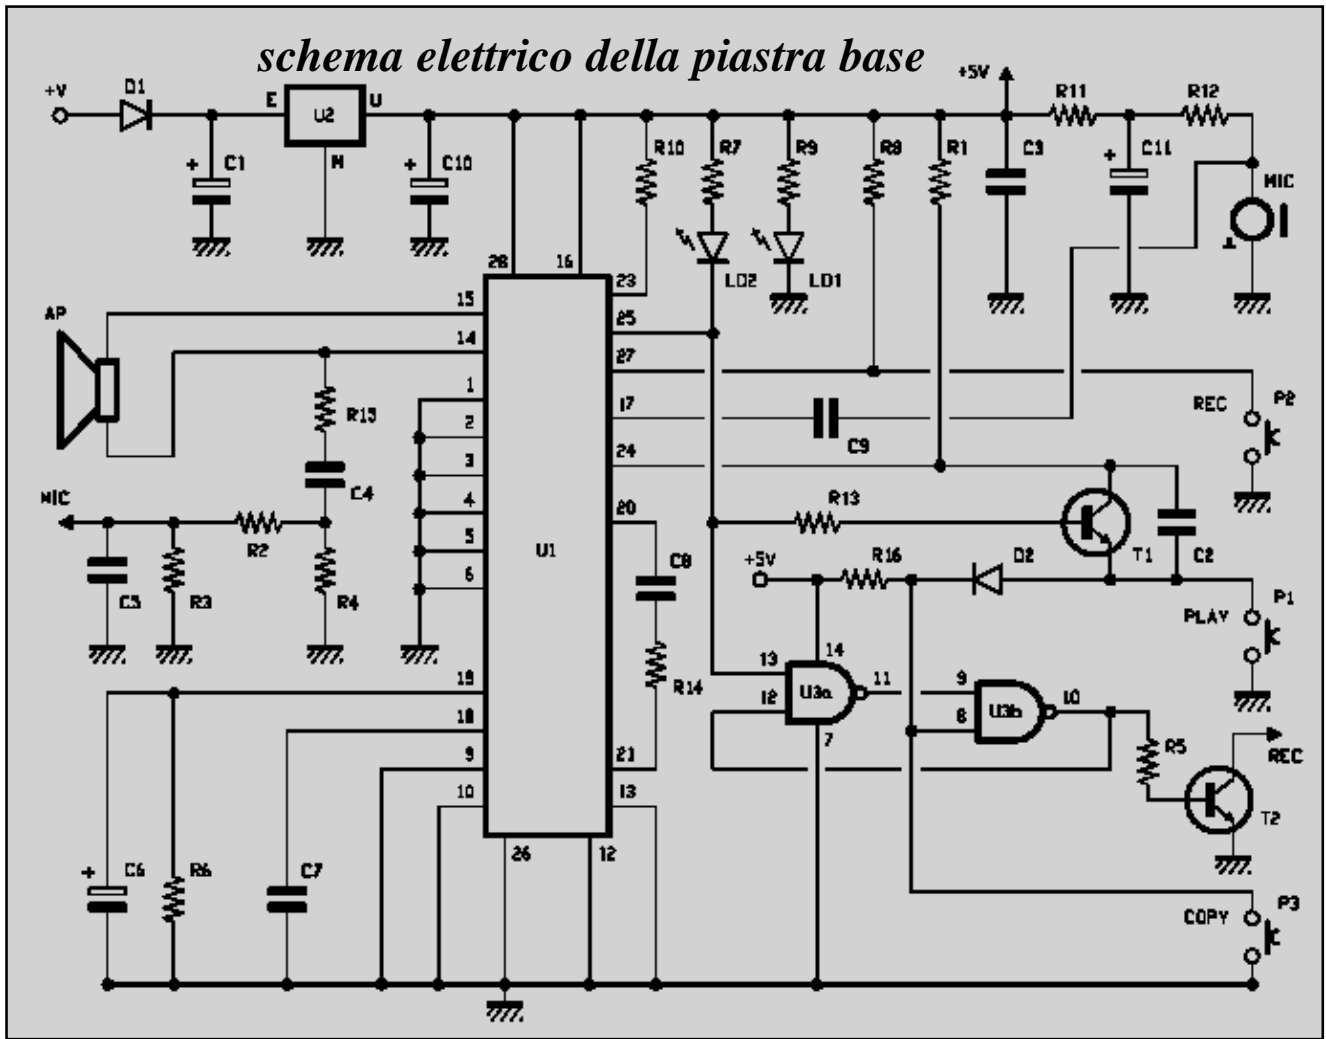 schema elettrico della piastra base
+V
D1
E
U2
U
M
+
C1
+
C10
+5V
R11
R12
R10
R7
R9
R8
R1
C3
+
C11
MIC
28
16
23
LD2
LD1
15
25
AP
14
27
1
17
REC
P2
R15
2
C9
3
24
C4
4
20
R13
MIC
R2
5
U1
T1
C2
+5V
R16
D2
6
C8
C5
R3
R4
PLAY
P1
14
13
11
9
R14
12
U3a
8
U3b
10
19
7
18
R5
REC
9
21
10
13
T2
26
12
+
C6
R6
C7
COPY
P3